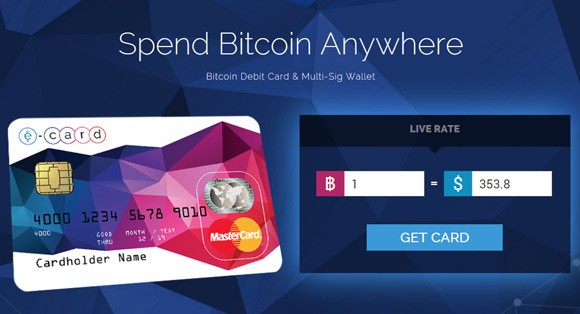 Spend Bitcoin Anywhere
Bitcoin Debit Card & Multi-Sig Wallet
LIVE RATE
฿ 1 = $ 353.8
GET CARD
e-card
4000 1234 5678 9010
4000
GOOD THRU
MONTH / YEAR
12 / 19
MasterCard
Cardholder Name